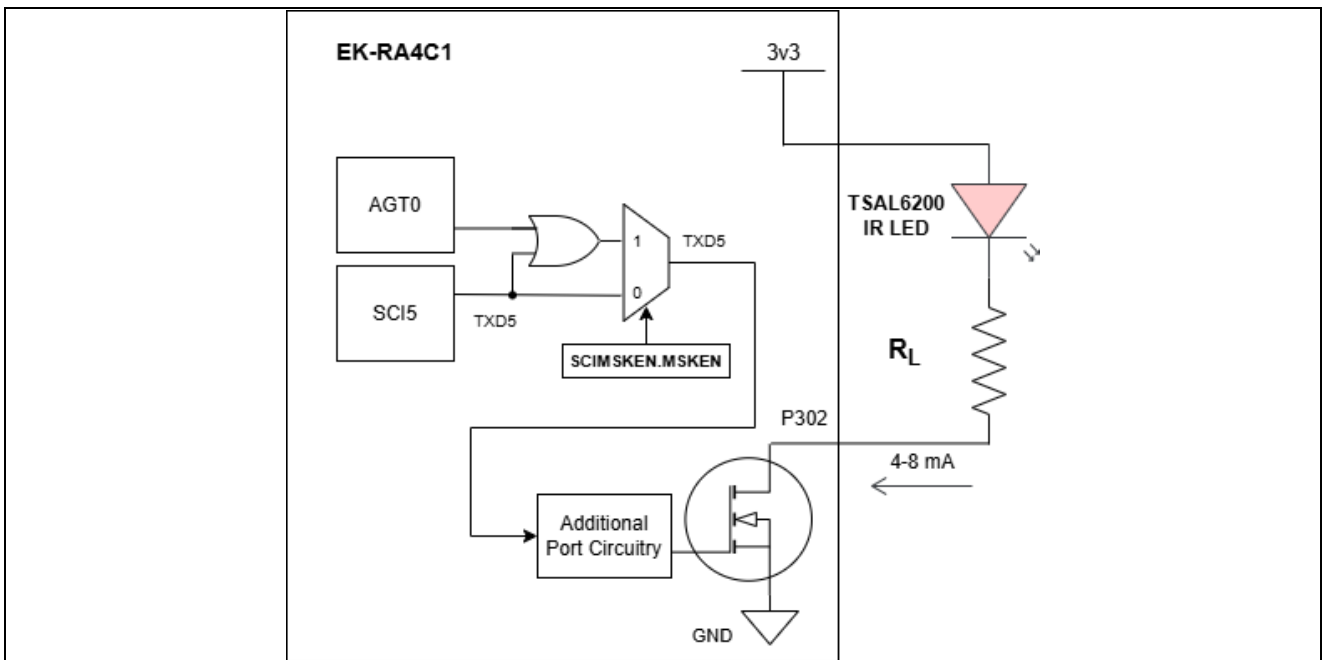 EK-RA4C1
3v3
AGT0
TSAL6200
IR LED
1
TXD5
0
SCI5
TXD5
SCIMSKEN.MSKEN
RL
P302
4-8 mA
Additional
Port Circuitry
GND